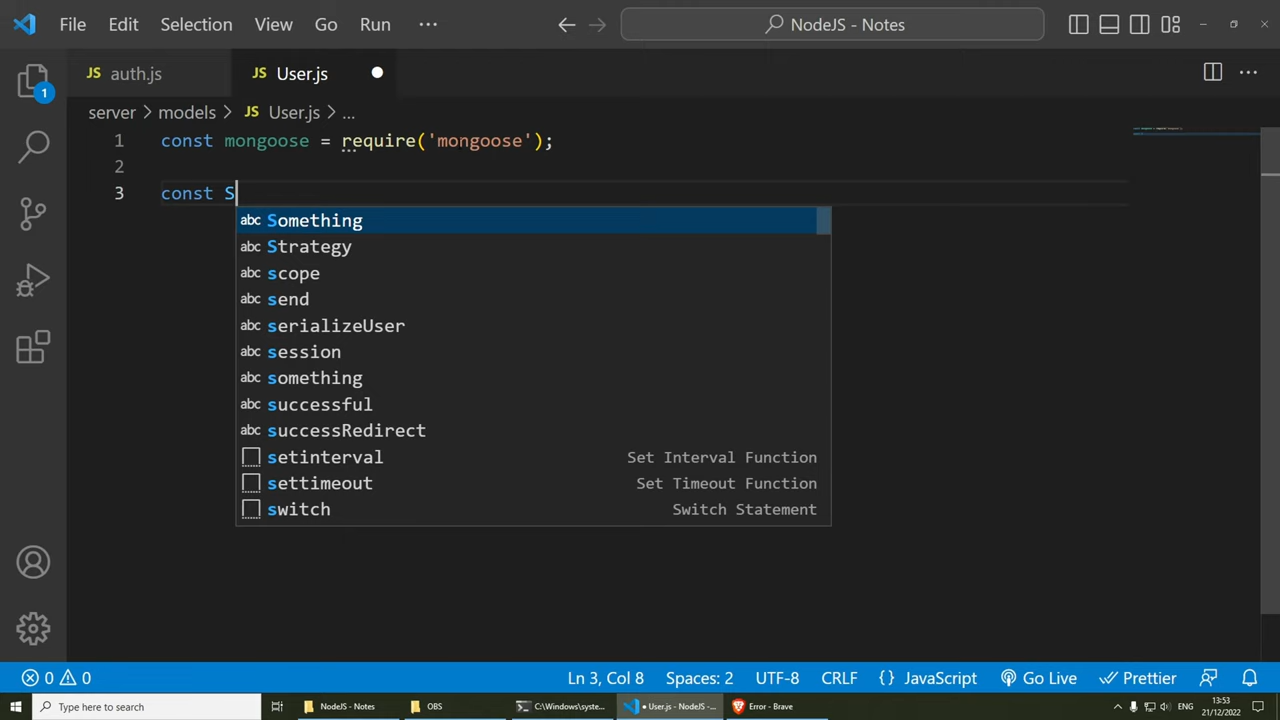 File Edit Selection View Go Run ··· NodeJS - Notes
JS auth.js JS User.js
server > models > JS User.js > ...
1 const mongoose = require('mongoose');
2
3 const S
abc Something
abc Strategy
abc scope
abc send
abc serializeUser
abc session
abc something
abc successful
abc successRedirect
setinterval Set Interval Function
settimeout Set Timeout Function
switch Switch Statement
1
0 0 Ln 3, Col 8 Spaces: 2 UTF-8 CRLF {} JavaScript Go Live Prettier
Type here to search NodeJS - Notes OBS C:\Windows\syste... • User.js - NodeJS -... Error - Brave 13:53
21/12/2022